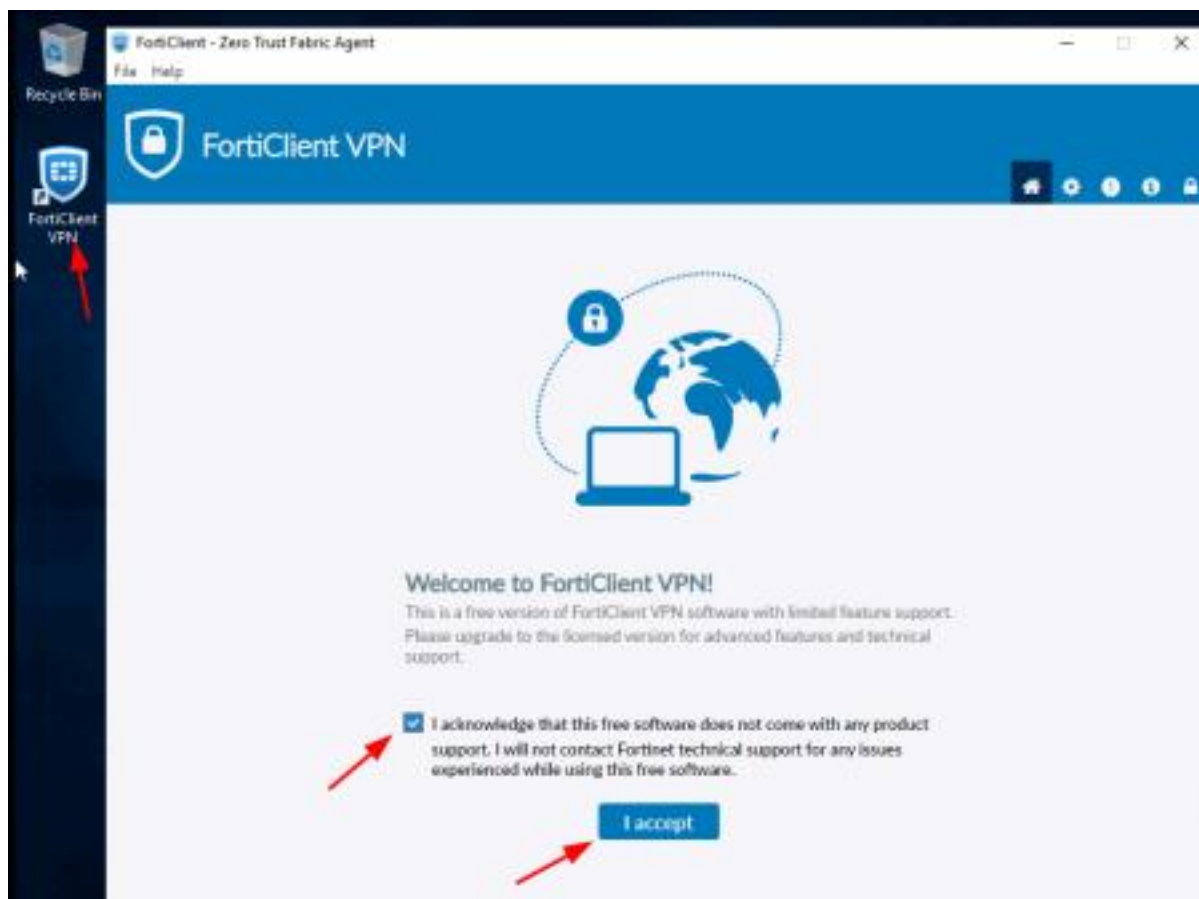 Recycle Bin
FortiClient
VPN
FortiClient - Zero Trust Fabric Agent
File Help
FortiClient VPN
Welcome to FortiClient VPN!
This is a free version of FortiClient VPN software with limited feature support.
Please upgrade to the licensed version for advanced features and technical
support.
I acknowledge that this free software does not come with any product
support. I will not contact Fortinet technical support for any issues
experienced while using this free software.
I accept